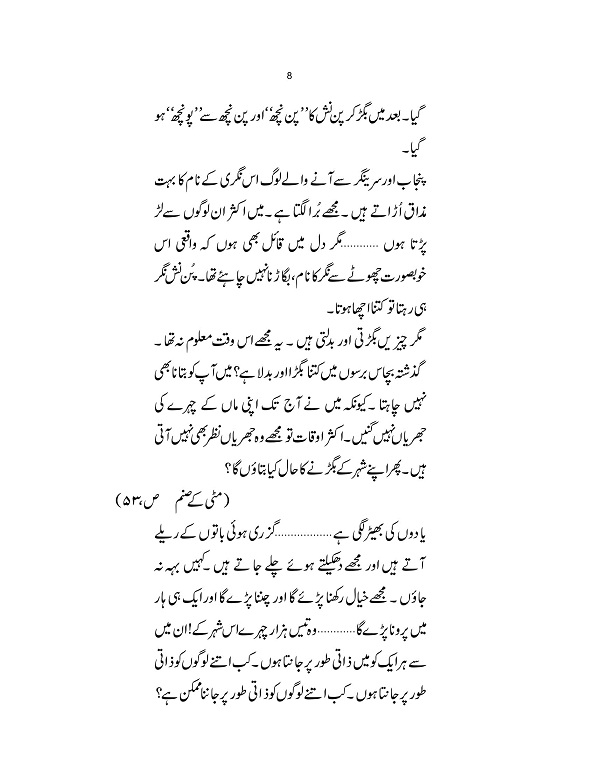 8
گیا۔ بعد میں بگڑ کر پن نش کا ’’پن نچھ‘‘ اور پن نچھ سے ’’پونچھ‘‘ ہو
گیا۔
پنجاب اور سرینگر سے آنے والے لوگ اس نگری کے نام کا بہت
مذاق اُڑاتے ہیں ۔ مجھے بُرا لگتا ہے ۔ میں اکثر ان لوگوں سے لڑ
پڑتا ہوں ............مگر دل میں قائل بھی ہوں کہ واقعی اس
خوبصورت چھوٹے سے نگر کا نام، بگاڑنا نہیں چاہئے تھا۔ پُن نش نگر
ہی رہتا تو کتنا اچھا ہوتا۔
مگر چیزیں بگڑتی اور بدلتی ہیں ۔ یہ مجھے اس وقت معلوم نہ تھا ۔
گذشتہ پچاس برسوں میں کتنا بگڑا اور بدلا ہے؟ میں آپ کو بتانا بھی
نہیں چاہتا ۔ کیونکہ میں نے آج تک اپنی ماں کے چہرے کی
جھریاں نہیں گنیں۔ اکثر اوقات تو مجھے وہ جھریاں نظر بھی نہیں آتی
ہیں۔ پھر اپنے شہر کے بگڑنے کا حال کیا بتاؤں گا؟
(مٹی کے صنم ص، ۵۳)
یادوں کی بھیڑ لگی ہے..................گزری ہوئی باتوں کے ریلے
آتے ہیں اور مجھے دھکیلتے ہوئے چلے جاتے ہیں ۔ کہیں بہہ نہ
جاؤں ۔ مجھے خیال رکھنا پڑئے گا اور چننا پڑے گا اور ایک ہی ہار
میں پرونا پڑے گا............وہ تیس ہزار چہرے اس شہر کے! ان میں
سے ہر ایک کو میں ذاتی طور پر جانتا ہوں ۔ کب اتنے لوگوں کو ذاتی
طور پر جانتا ہوں ۔ کب اتنے لوگوں کو ذاتی طور پر جاننا ممکن ہے؟